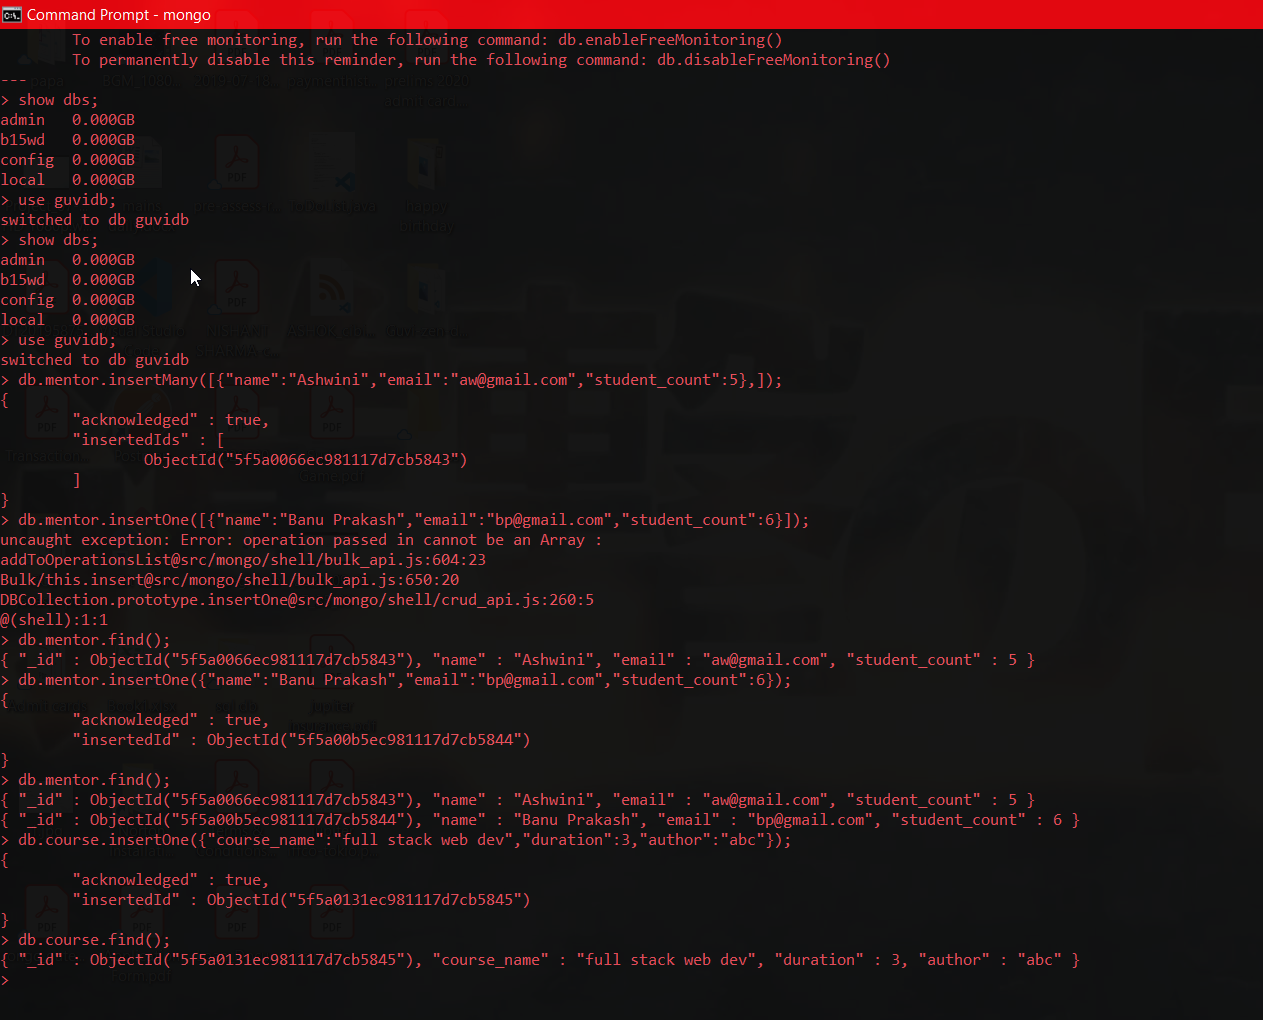 Command Prompt - mongo
To enable free monitoring, run the following command: db.enableFreeMonitoring()
To permanently disable this reminder, run the following command: db.disableFreeMonitoring()
---
> show dbs;
admin   0.000GB
b15wd   0.000GB
config  0.000GB
local   0.000GB
> use guvidb;
switched to db guvidb
> show dbs;
admin   0.000GB
b15wd   0.000GB
config  0.000GB
local   0.000GB
> use guvidb;
switched to db guvidb
> db.mentor.insertMany([{"name":"Ashwini","email":"aw@gmail.com","student_count":5},]);
{
        "acknowledged" : true,
        "insertedIds" : [
                ObjectId("5f5a0066ec981117d7cb5843")
        ]
}
> db.mentor.insertOne([{"name":"Banu Prakash","email":"bp@gmail.com","student_count":6}]);
uncaught exception: Error: operation passed in cannot be an Array :
addToOperationsList@src/mongo/shell/bulk_api.js:604:23
Bulk/this.insert@src/mongo/shell/bulk_api.js:650:20
DBCollection.prototype.insertOne@src/mongo/shell/crud_api.js:260:5
@(shell):1:1
> db.mentor.find();
{ "_id" : ObjectId("5f5a0066ec981117d7cb5843"), "name" : "Ashwini", "email" : "aw@gmail.com", "student_count" : 5 }
> db.mentor.insertOne({"name":"Banu Prakash","email":"bp@gmail.com","student_count":6});
{
        "acknowledged" : true,
        "insertedId" : ObjectId("5f5a00b5ec981117d7cb5844")
}
> db.mentor.find();
{ "_id" : ObjectId("5f5a0066ec981117d7cb5843"), "name" : "Ashwini", "email" : "aw@gmail.com", "student_count" : 5 }
{ "_id" : ObjectId("5f5a00b5ec981117d7cb5844"), "name" : "Banu Prakash", "email" : "bp@gmail.com", "student_count" : 6 }
> db.course.insertOne({"course_name":"full stack web dev","duration":3,"author":"abc"});
{
        "acknowledged" : true,
        "insertedId" : ObjectId("5f5a0131ec981117d7cb5845")
}
> db.course.find();
{ "_id" : ObjectId("5f5a0131ec981117d7cb5845"), "course_name" : "full stack web dev", "duration" : 3, "author" : "abc" }
>